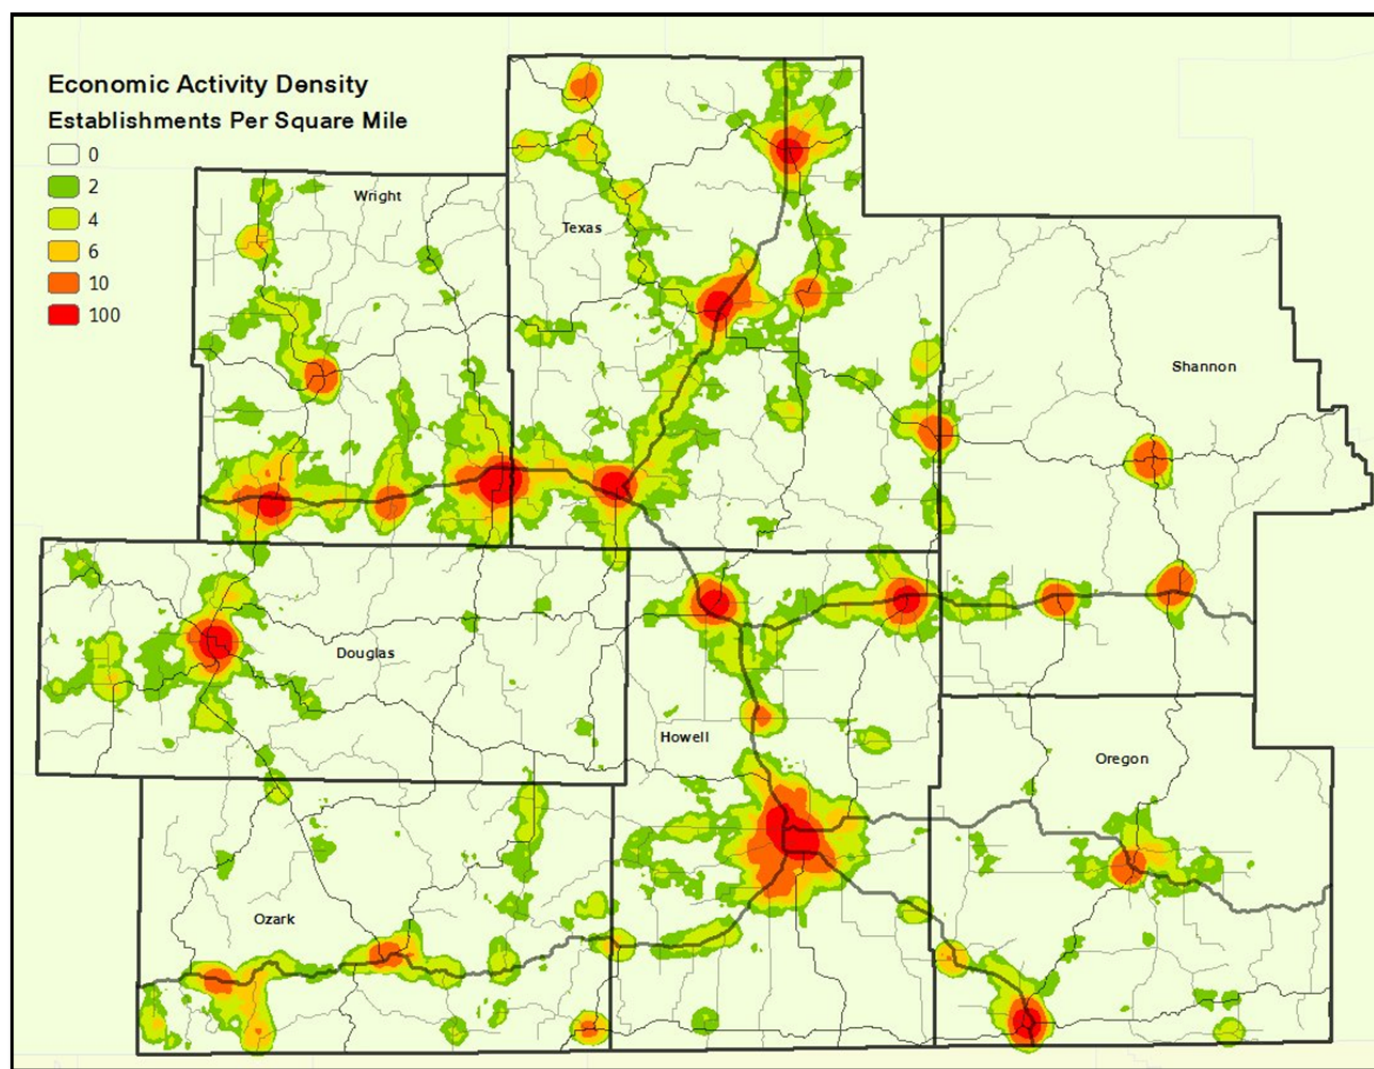 Economic Activity Density
Establishments Per Square Mile
0
2
4
6
10
100
Wright
Texas
Shannon
Douglas
Howell
Oregon
Ozark